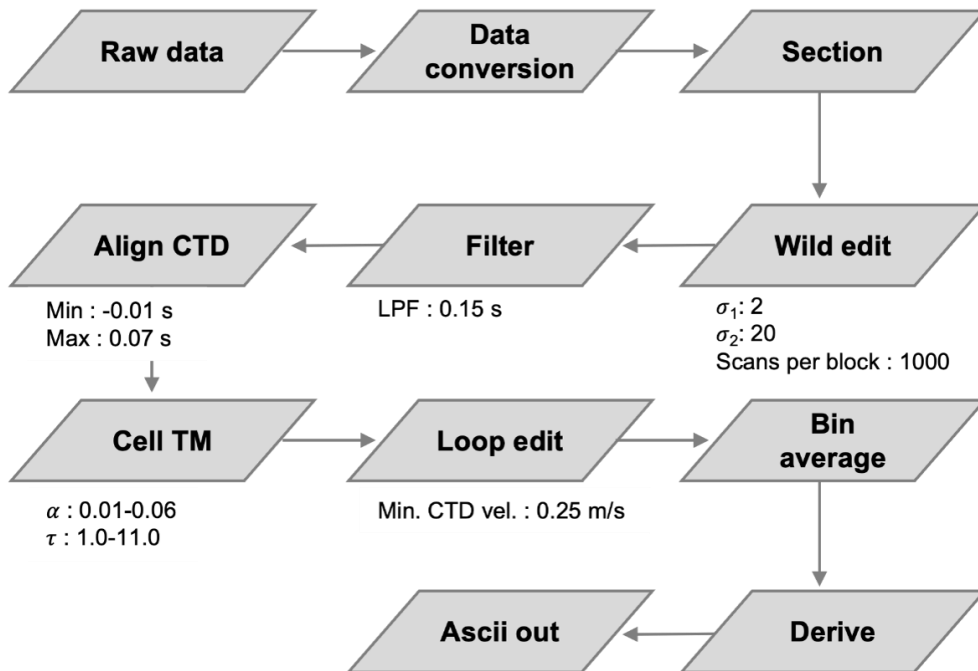 Raw data
Data
conversion
Section
Wild edit
σ₁: 2
σ₂: 20
Scans per block : 1000
Filter
LPF : 0.15 s
Align CTD
Min : -0.01 s
Max : 0.07 s
Cell TM
α : 0.01-0.06
τ : 1.0-11.0
Loop edit
Min. CTD vel. : 0.25 m/s
Bin
average
Derive
Ascii out